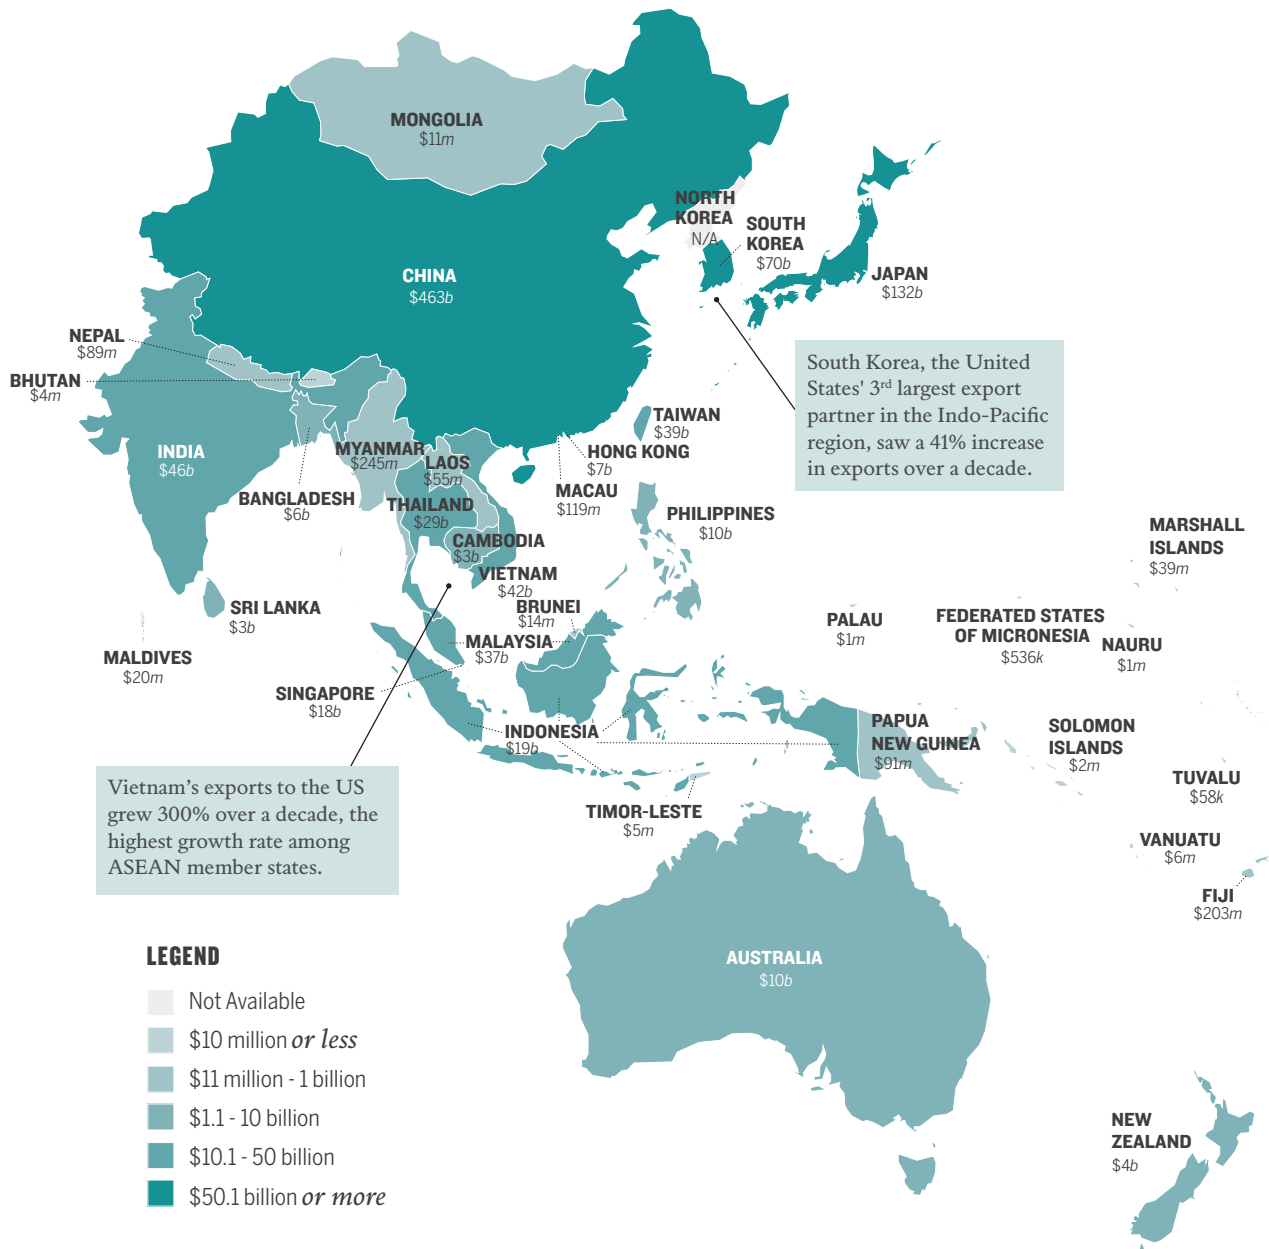 MONGOLIA
$11m
NORTH
KOREA
N/A
SOUTH
KOREA
$70b
CHINA
$463b
JAPAN
$132b
NEPAL
$89m
BHUTAN
$4m
South Korea, the United
States' 3rd largest export
partner in the Indo-Pacific
region, saw a 41% increase
in exports over a decade.
TAIWAN
$39b
INDIA
$46b
MYANMAR
$245m
LAOS
$55m
HONG KONG
$7b
BANGLADESH
$6b
THAILAND
$29b
MACAU
$119m
PHILIPPINES
$10b
CAMBODIA
$3b
MARSHALL
ISLANDS
$39m
VIETNAM
$42b
SRI LANKA
$3b
BRUNEI
$14m
PALAU
$1m
FEDERATED STATES
OF MICRONESIA
$536k
MALDIVES
$20m
MALAYSIA
$37b
NAURU
$1m
SINGAPORE
$18b
INDONESIA
$19b
PAPUA
NEW GUINEA
$91m
SOLOMON
ISLANDS
$2m
Vietnam’s exports to the US
grew 300% over a decade, the
highest growth rate among
ASEAN member states.
TIMOR-LESTE
$5m
TUVALU
$58k
VANUATU
$6m
FIJI
$203m
AUSTRALIA
$10b
LEGEND
Not Available
$10 million or less
$11 million - 1 billion
$1.1 - 10 billion
$10.1 - 50 billion
$50.1 billion or more
NEW
ZEALAND
$4b